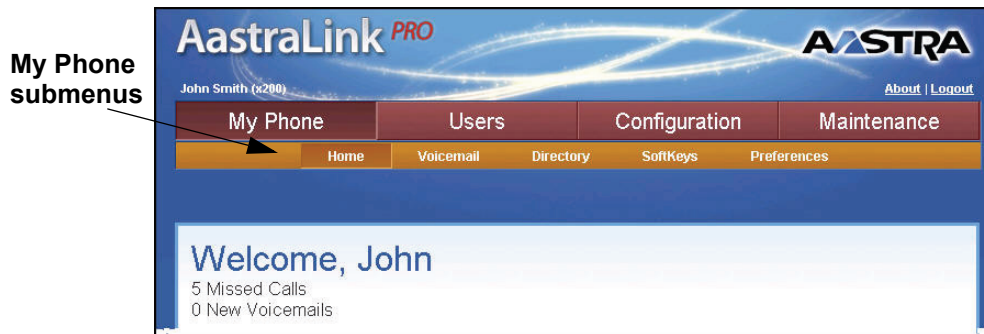 AastraLink PRO
AASTRA
My Phone
submenus
John Smith (x200)
About | Logout
My Phone Users Configuration Maintenance
Home Voicemail Directory SoftKeys Preferences
Welcome, John
5 Missed Calls
0 New Voicemails